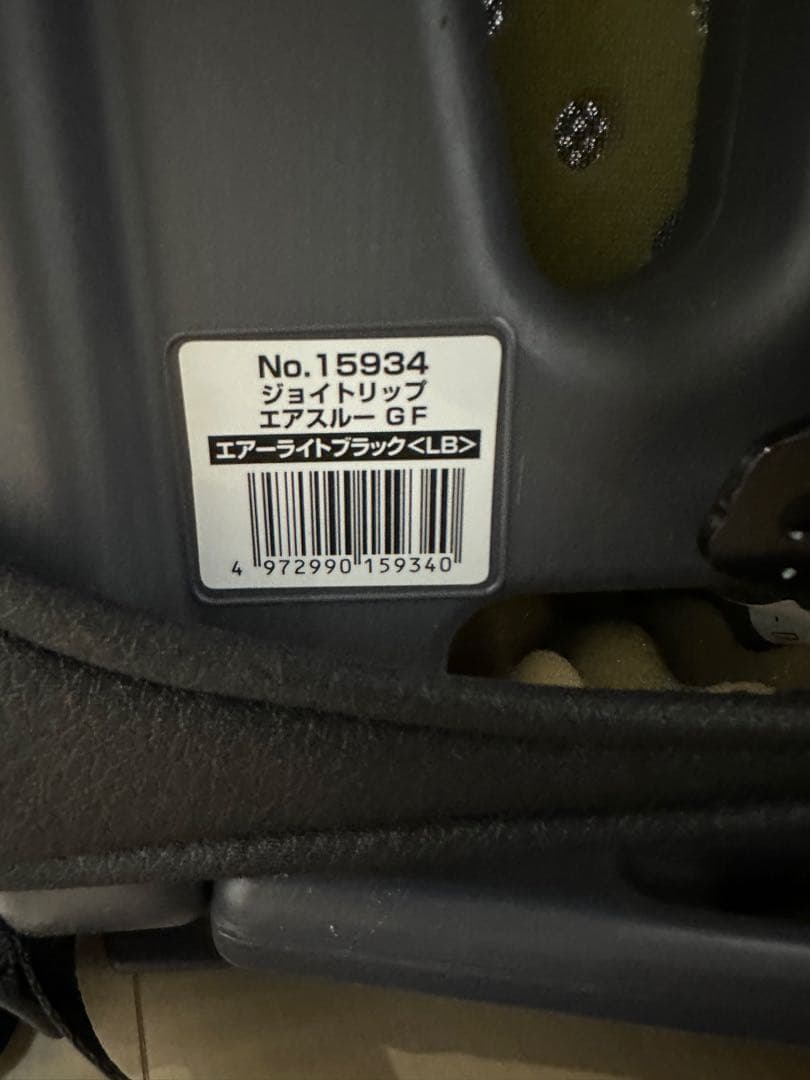 No.15934
ジョイトリップ
エアスルー GF
エアーライトブラック<LB>
4 972990 159340